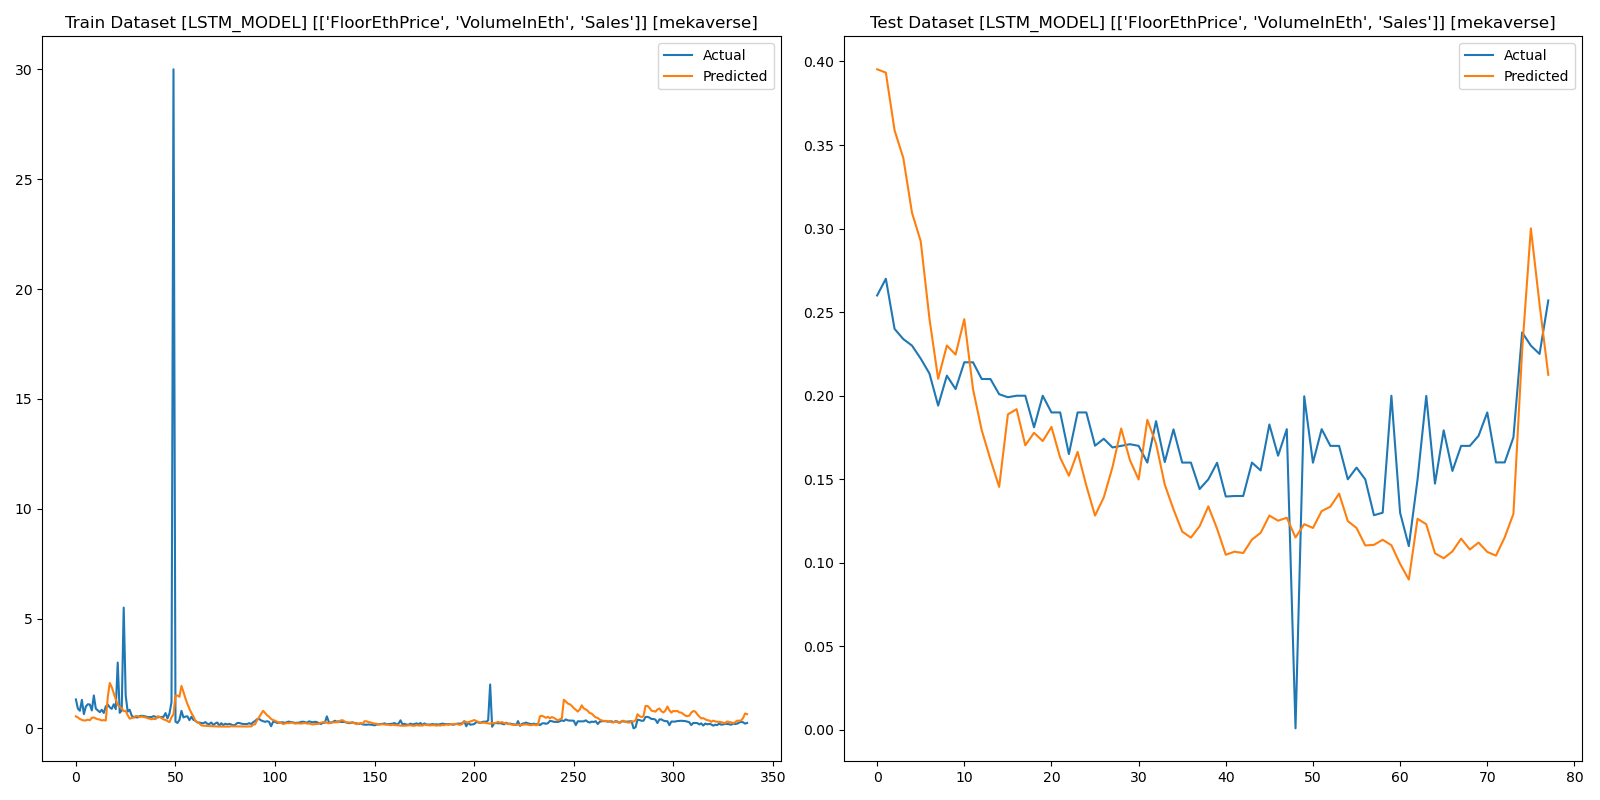 Train Dataset [LSTM_MODEL] [['FloorEthPrice', 'VolumeInEth', 'Sales']] [mekaverse]
Actual
Predicted
30
25
20
15
10
5
0
0 50 100 150 200 250 300 350
Test Dataset [LSTM_MODEL] [['FloorEthPrice', 'VolumeInEth', 'Sales']] [mekaverse]
Actual
Predicted
0.40
0.35
0.30
0.25
0.20
0.15
0.10
0.05
0.00
0 10 20 30 40 50 60 70 80